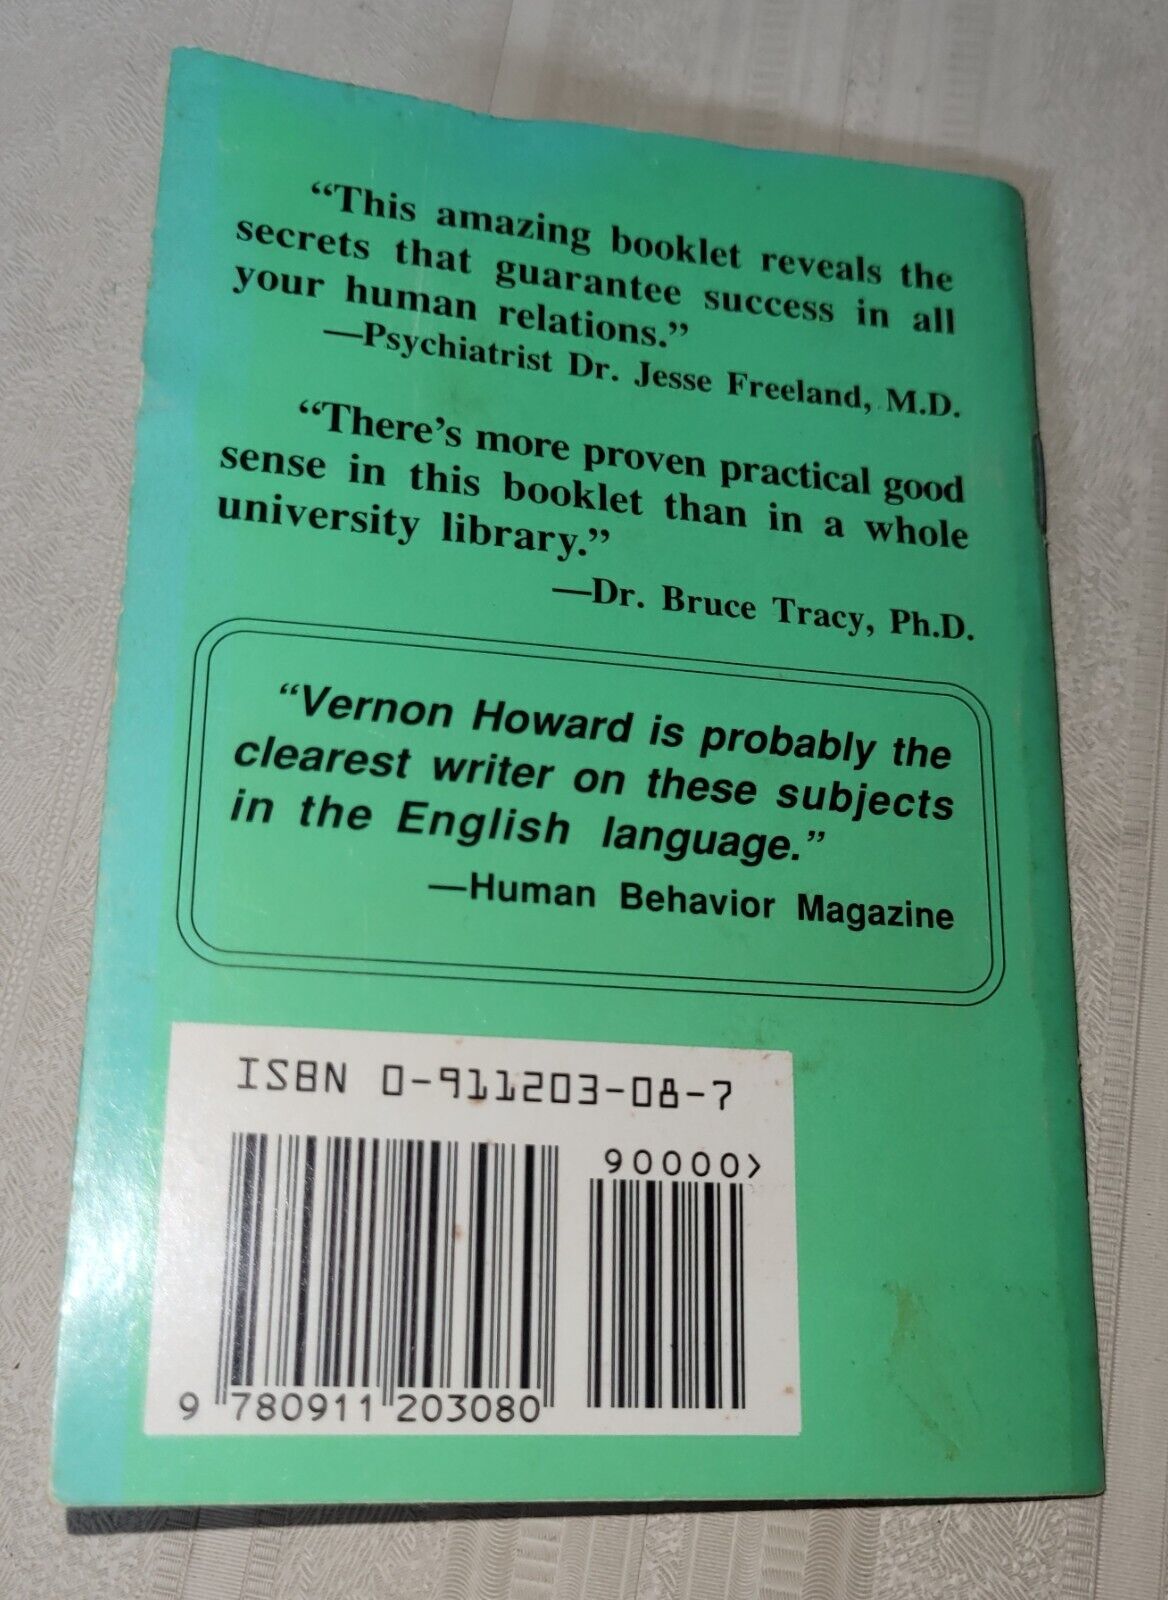 “This amazing booklet reveals the
secrets that guarantee success in all
your human relations.”
—Psychiatrist Dr. Jesse Freeland, M.D.
“There’s more proven practical good
sense in this booklet than in a whole
university library.”
—Dr. Bruce Tracy, Ph.D.
“Vernon Howard is probably the
clearest writer on these subjects
in the English language.”
—Human Behavior Magazine
ISBN 0-911203-08-7
90000>
9 780911 203080